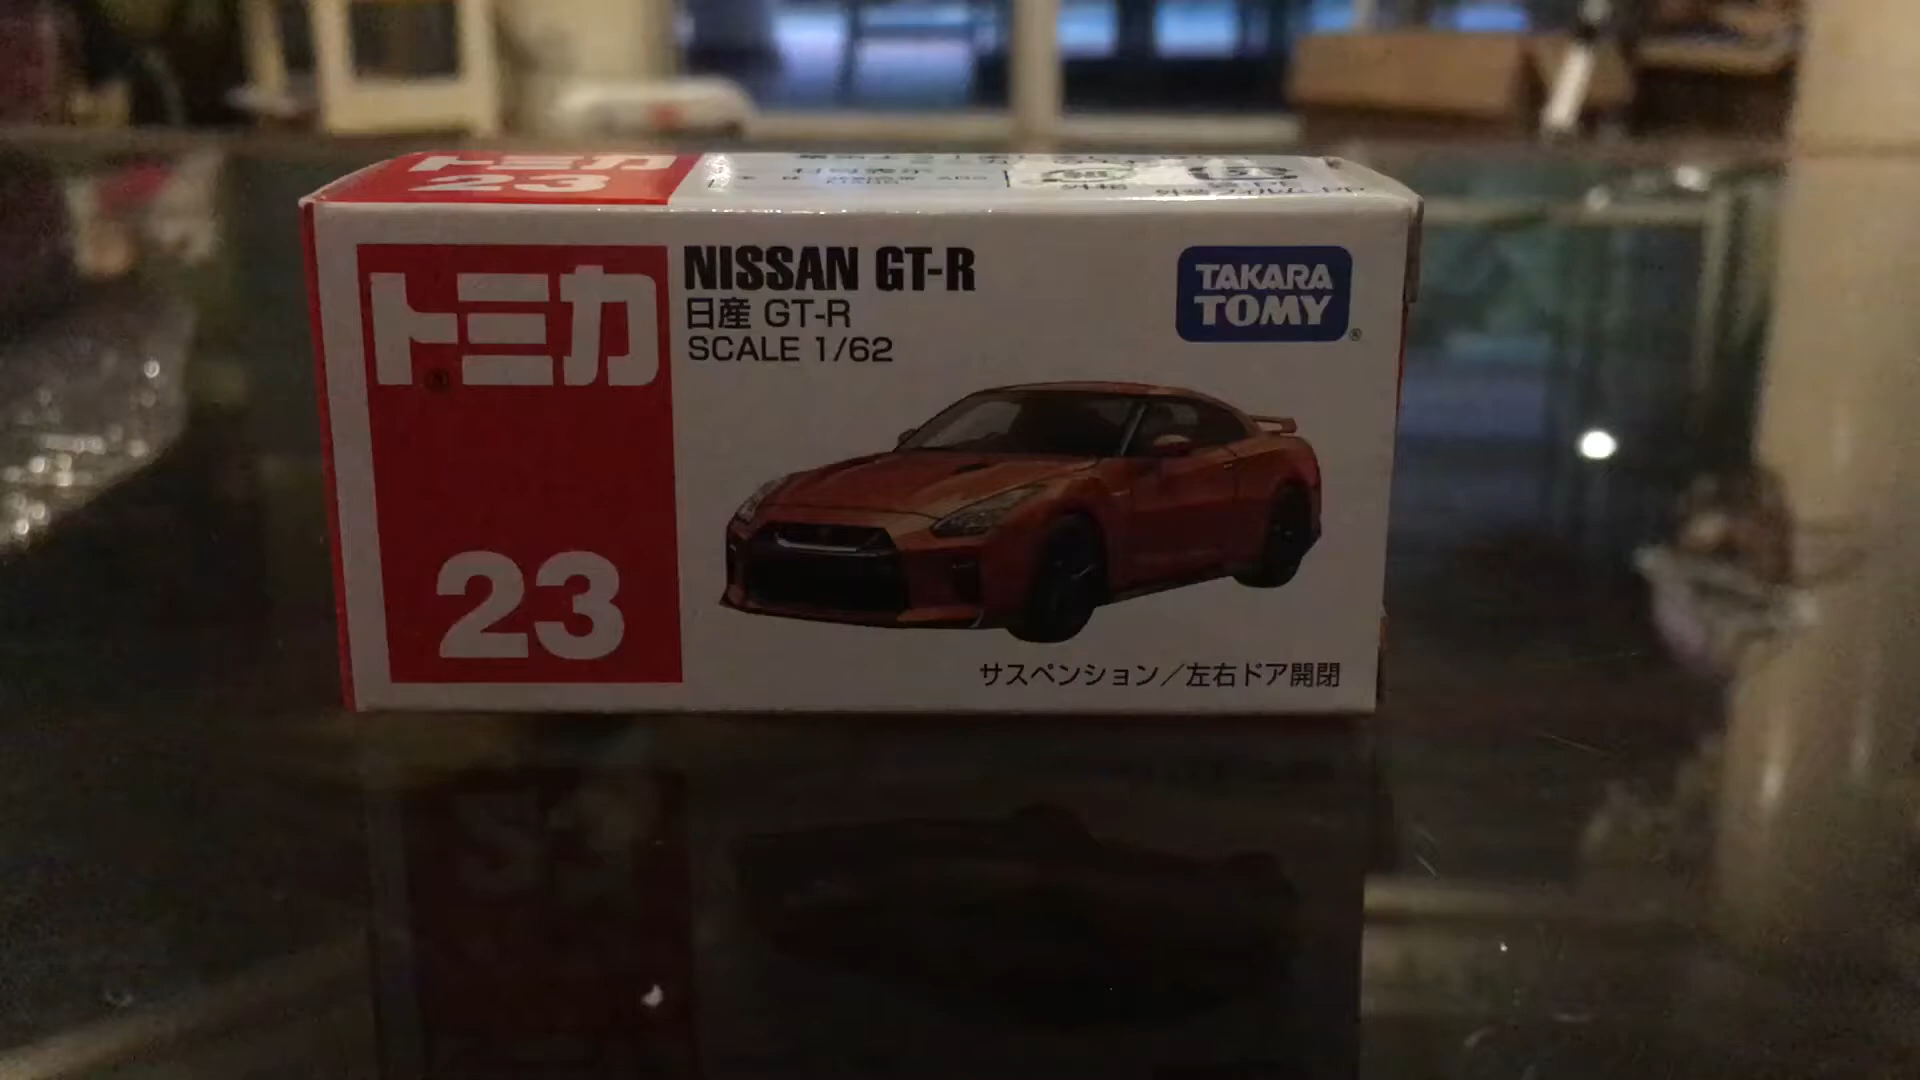 トミカ
23
トミカ
NISSAN GT-R
日産 GT-R
SCALE 1/62
TAKARA
TOMY
®
23
サスペンション／左右ドア開閉